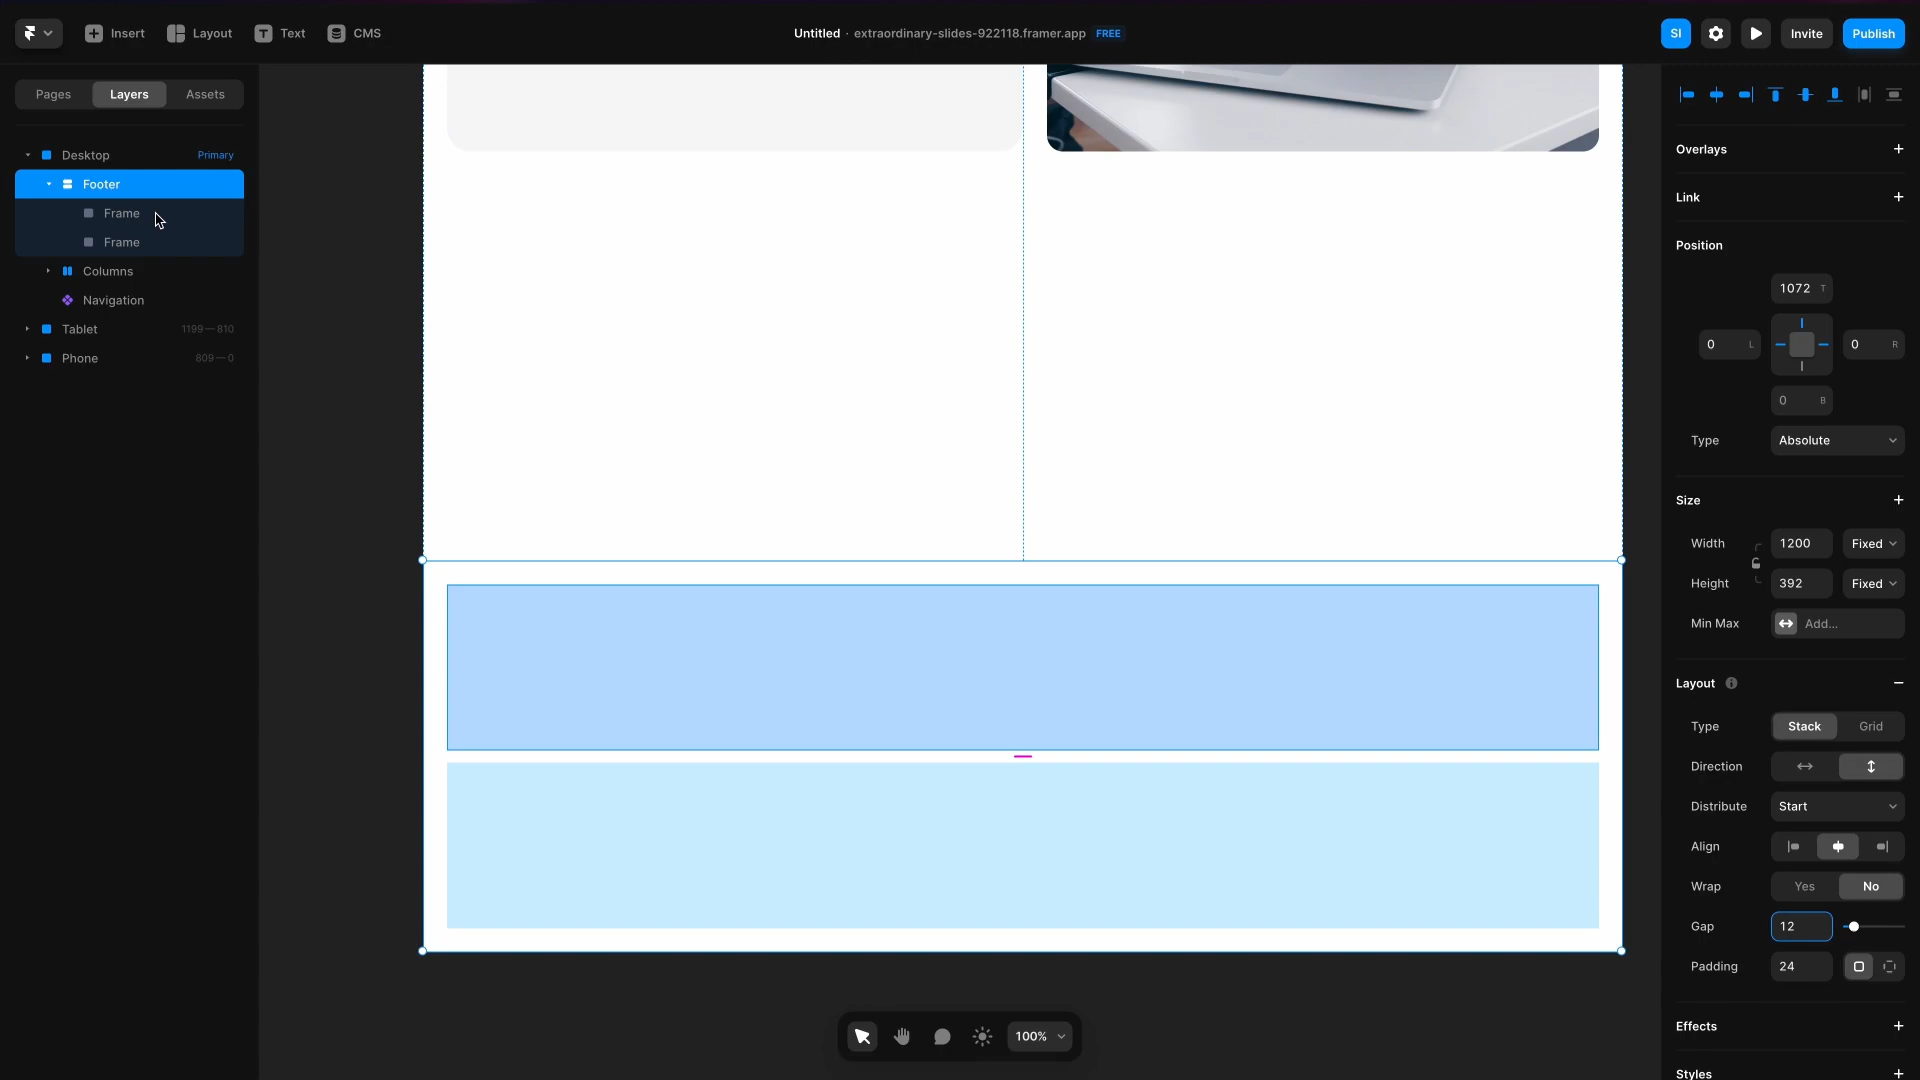 Insert
Layout
Text
CMS
Untitled · extraordinary-slides-922118.framer.app FREE
SI
Invite
Publish
Pages
Layers
Assets
Desktop Primary
Footer
Frame
Frame
Columns
Navigation
Tablet 1199—810
Phone 809—0
Overlays
Link
Position
1072 T
0 L
0 R
0 B
Type Absolute
Size
Width 1200 Fixed
Height 392 Fixed
Min Max Add...
Layout
Type Stack Grid
Direction
Distribute Start
Align
Wrap Yes No
Gap 12
Padding 24
Effects
Styles
100%